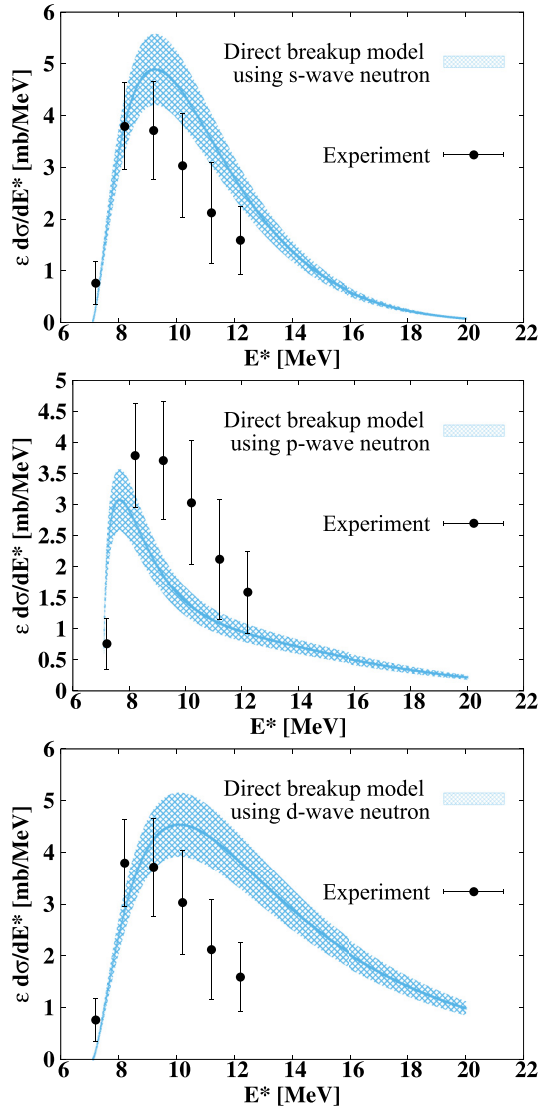 6
5
4
3
2
1
0
ε dσ/dE* [mb/MeV]
Direct breakup model
using s-wave neutron
Experiment
6 8 10 12 14 16 18 20 22
E* [MeV]
5
4.5
4
3.5
3
2.5
2
1.5
1
0.5
0
ε dσ/dE* [mb/MeV]
Direct breakup model
using p-wave neutron
Experiment
6 8 10 12 14 16 18 20 22
E* [MeV]
6
5
4
3
2
1
0
ε dσ/dE* [mb/MeV]
Direct breakup model
using d-wave neutron
Experiment
6 8 10 12 14 16 18 20 22
E* [MeV]